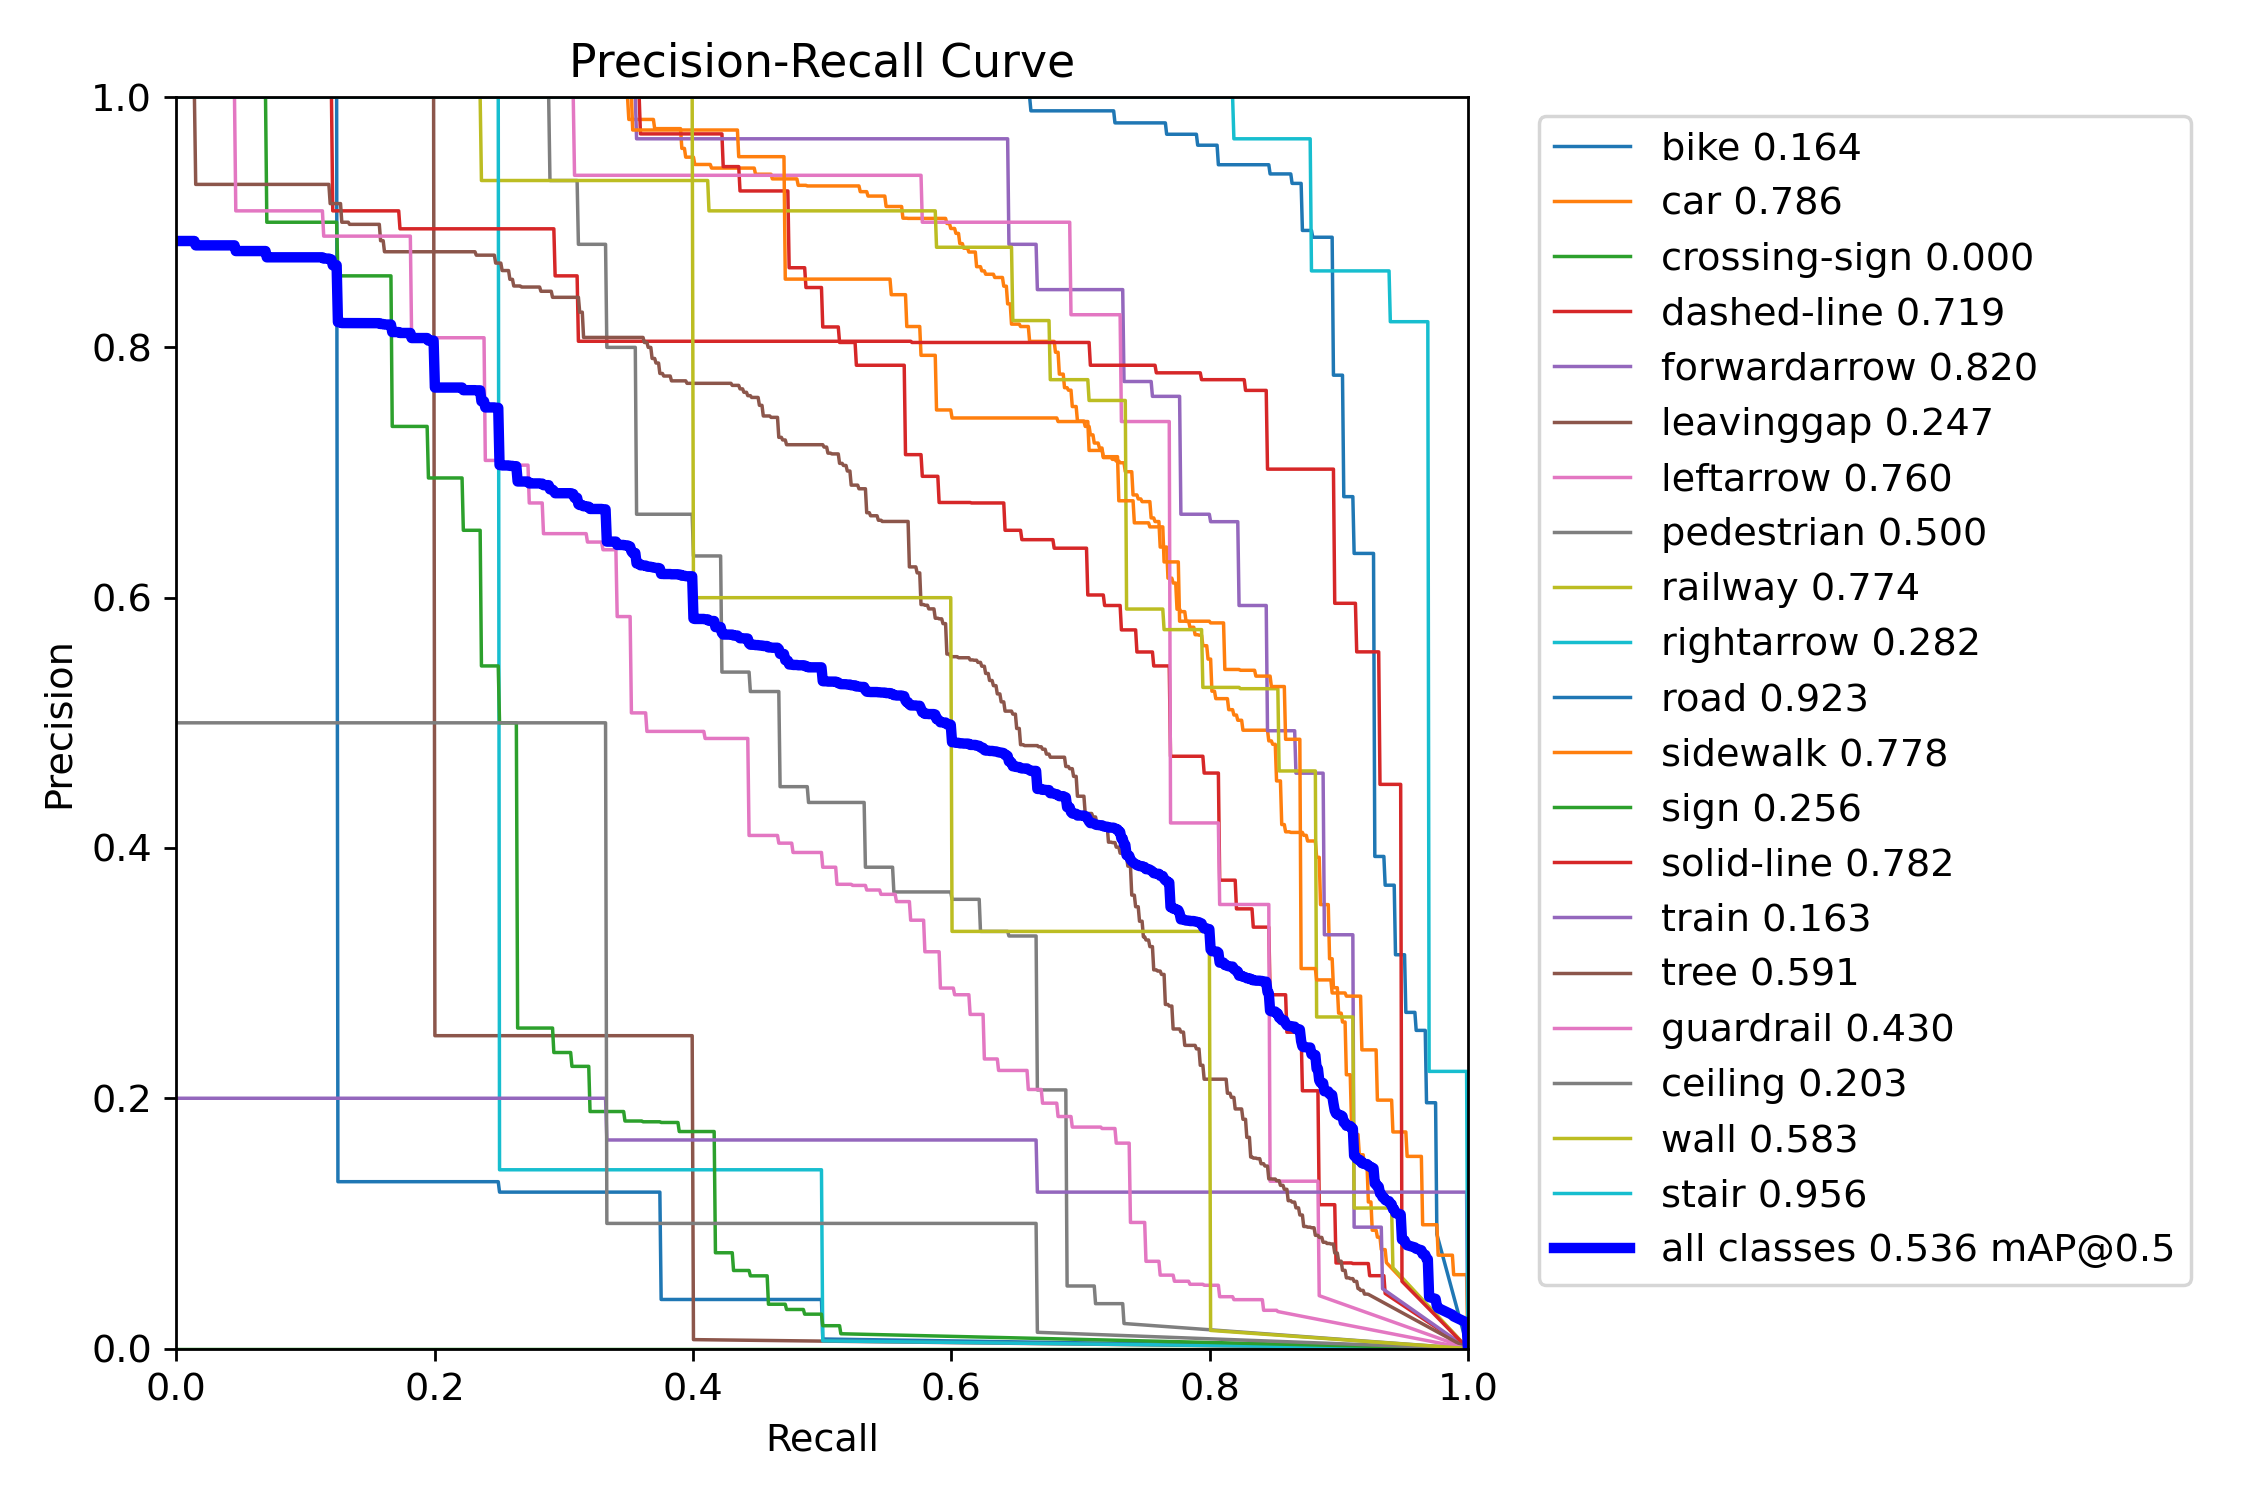 Precision-Recall Curve
1.0
0.8
0.6
0.4
0.2
0.0
Precision
0.0 0.2 0.4 0.6 0.8 1.0
Recall
bike 0.164
car 0.786
crossing-sign 0.000
dashed-line 0.719
forwardarrow 0.820
leavinggap 0.247
leftarrow 0.760
pedestrian 0.500
railway 0.774
rightarrow 0.282
road 0.923
sidewalk 0.778
sign 0.256
solid-line 0.782
train 0.163
tree 0.591
guardrail 0.430
ceiling 0.203
wall 0.583
stair 0.956
all classes 0.536 mAP@0.5